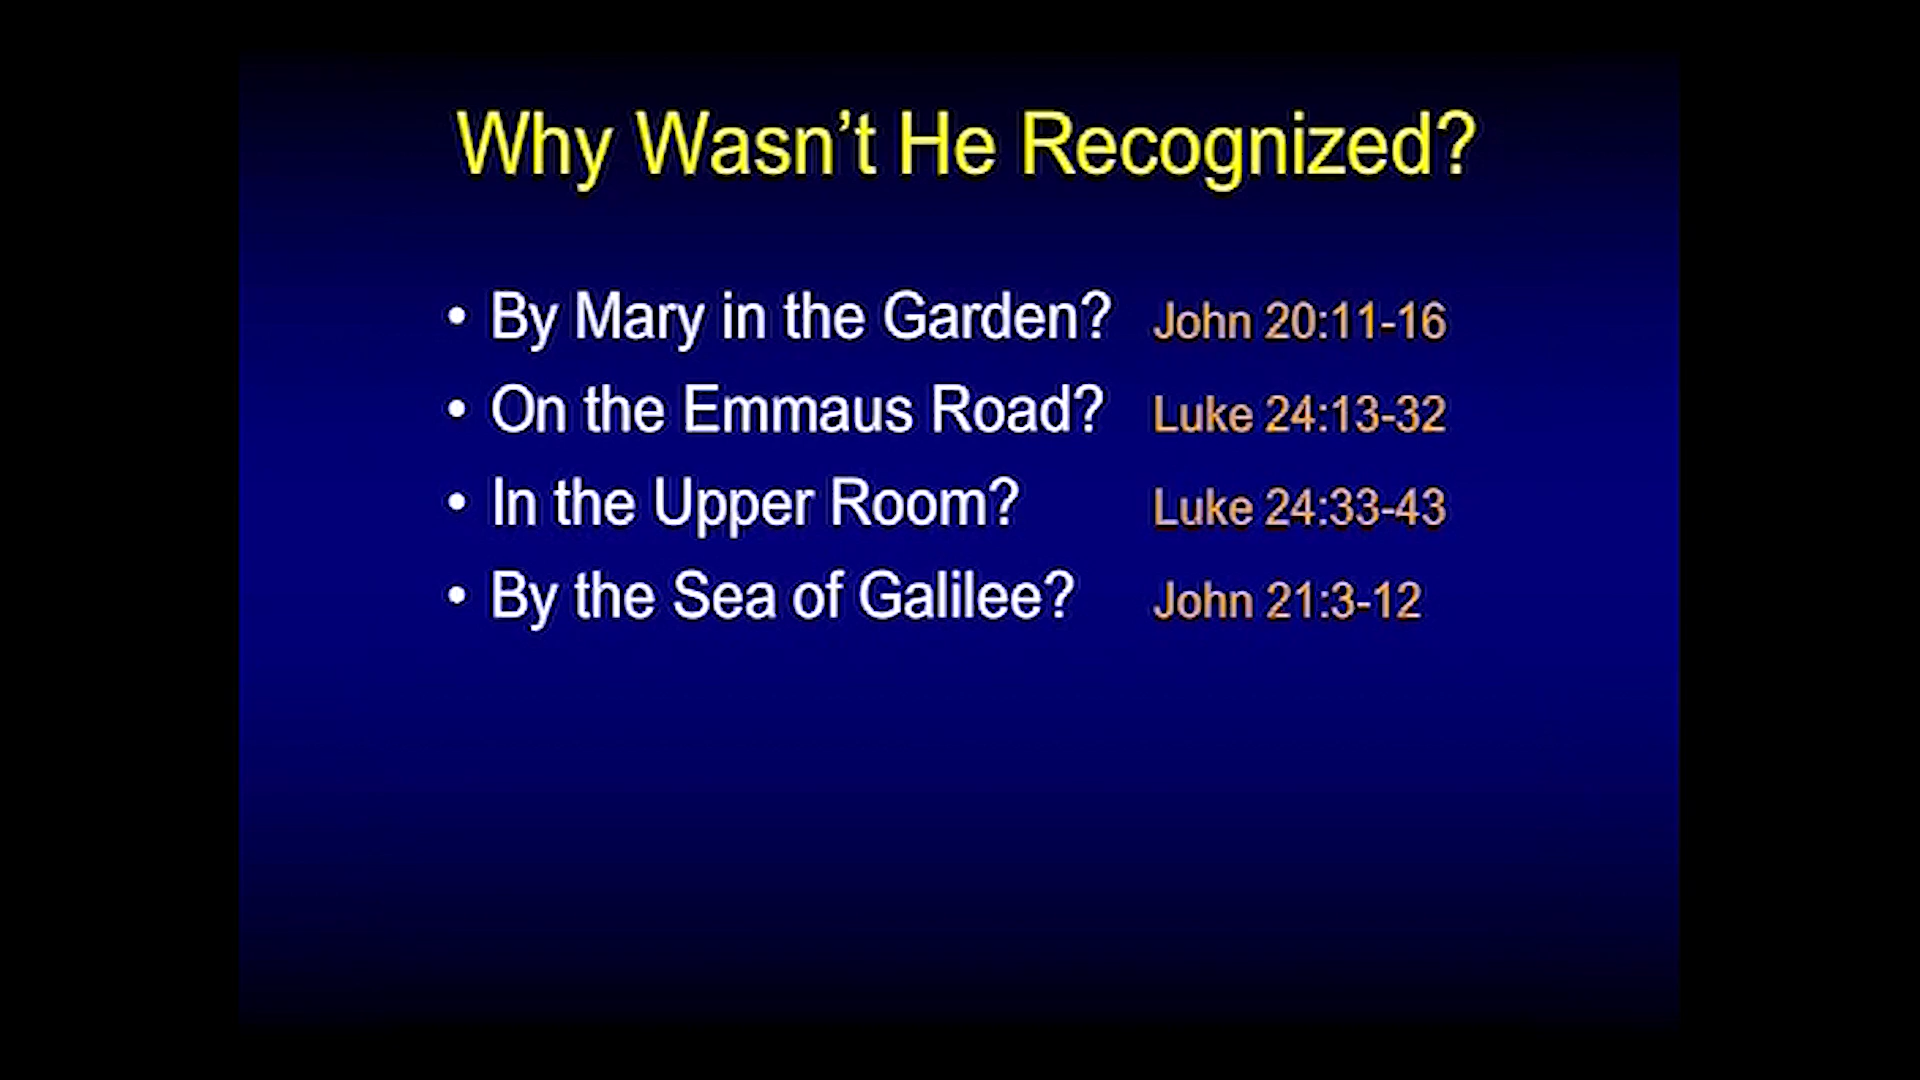 Why Wasn’t He Recognized?
• By Mary in the Garden? John 20:11-16
• On the Emmaus Road? Luke 24:13-32
• In the Upper Room? Luke 24:33-43
• By the Sea of Galilee? John 21:3-12